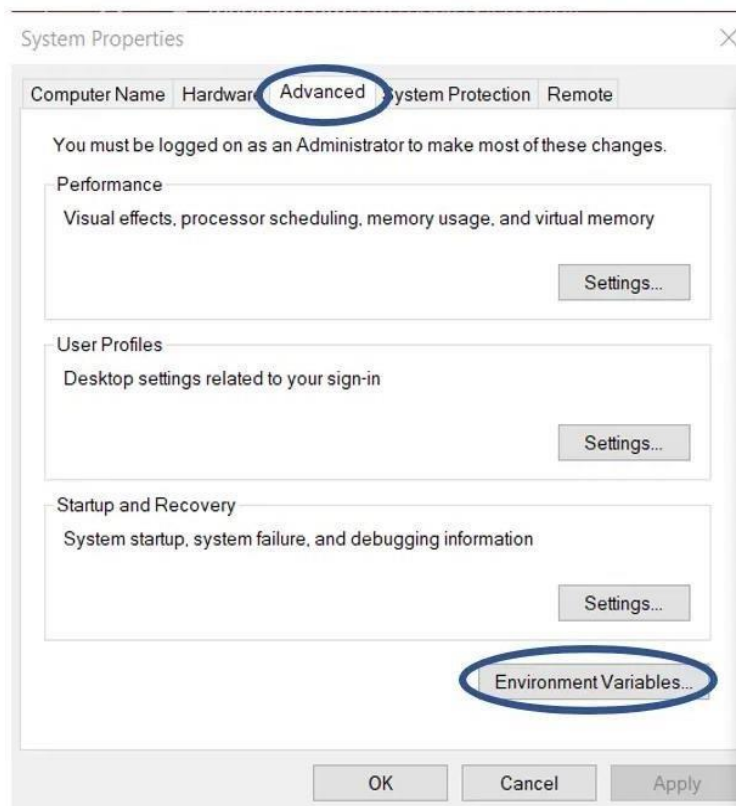 System Properties
Computer Name Hardware Advanced System Protection Remote
You must be logged on as an Administrator to make most of these changes.
Performance
Visual effects, processor scheduling, memory usage, and virtual memory
Settings...
User Profiles
Desktop settings related to your sign-in
Settings...
Startup and Recovery
System startup, system failure, and debugging information
Settings...
Environment Variables...
OK Cancel Apply